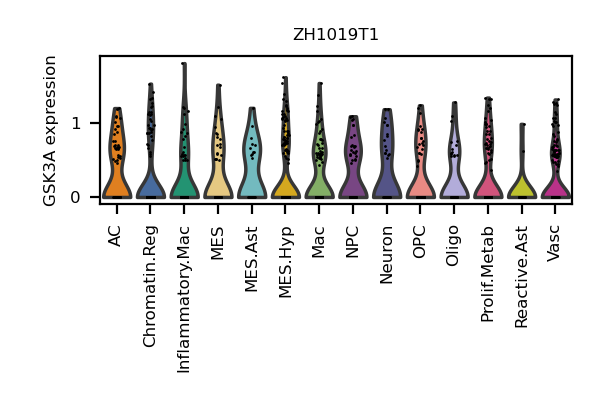 ZH1019T1
GSK3A expression
1
0
AC
Chromatin.Reg
Inflammatory.Mac
MES
MES.Ast
MES.Hyp
Mac
NPC
Neuron
OPC
Oligo
Prolif.Metab
Reactive.Ast
Vasc